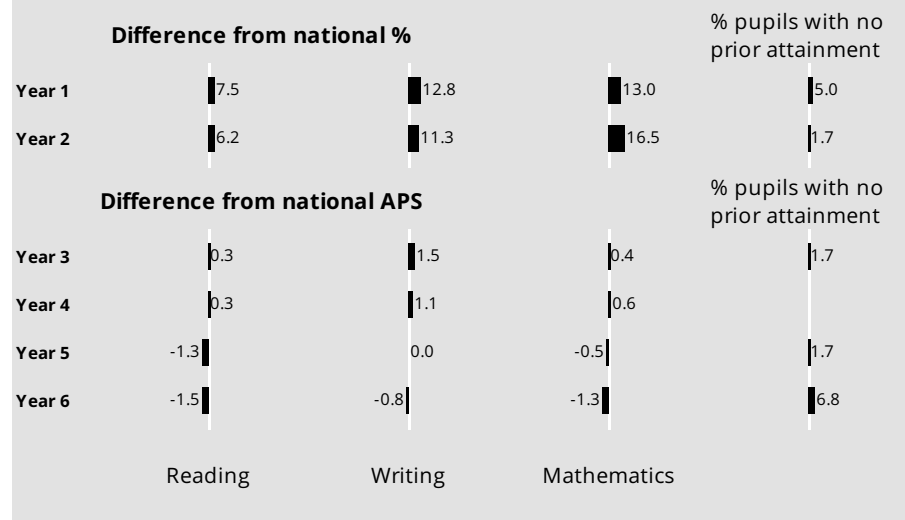 Difference from national %
% pupils with no
prior attainment
Year 1 7.5 12.8 13.0 5.0
Year 2 6.2 11.3 16.5 1.7
Difference from national APS
% pupils with no
prior attainment
Year 3 0.3 1.5 0.4 1.7
Year 4 0.3 1.1 0.6
Year 5 -1.3 0.0 -0.5 1.7
Year 6 -1.5 -0.8 -1.3 6.8
Reading Writing Mathematics